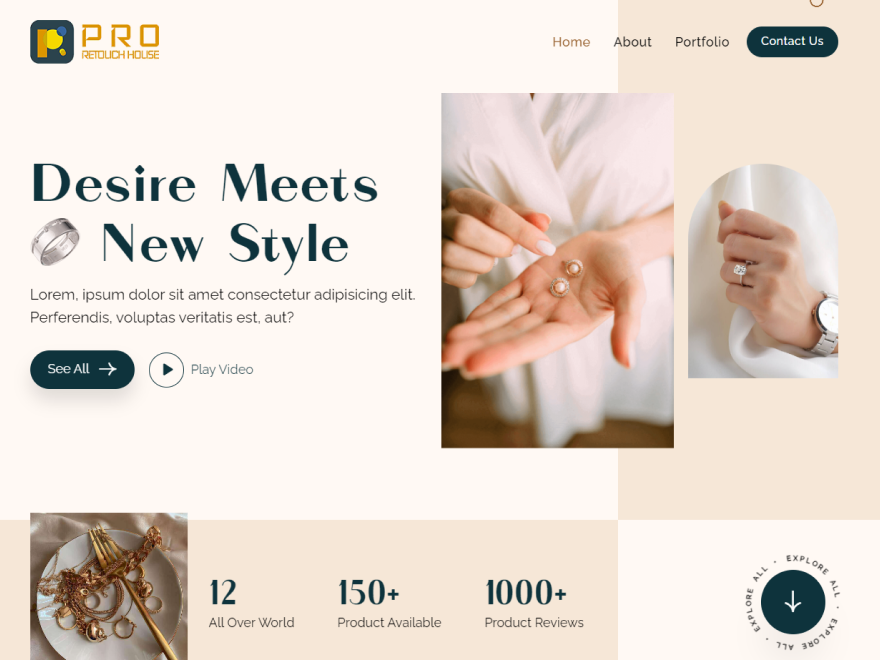 PRO
RETOUCH HOUSE
Home About Portfolio Contact Us
Desire Meets
New Style
Lorem, ipsum dolor sit amet consectetur adipisicing elit.
Perferendis, voluptas veritatis est, aut?
See All Play Video
12 150+ 1000+
All Over World Product Available Product Reviews
EXPLORE ALL • EXPLORE ALL • EXPLORE ALL •